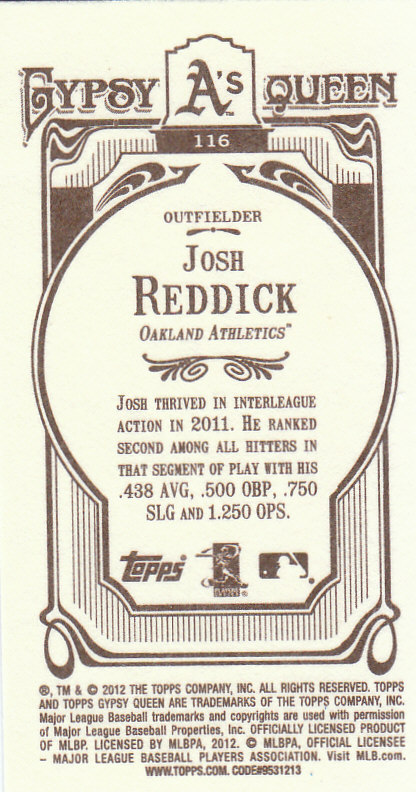 GYPSY A's QUEEN
116
OUTFIELDER
JOSH
REDDICK
OAKLAND ATHLETICS™
JOSH THRIVED IN INTERLEAGUE
ACTION IN 2011. HE RANKED
SECOND AMONG ALL HITTERS IN
THAT SEGMENT OF PLAY WITH HIS
.438 AVG, .500 OBP, .750
SLG AND 1.250 OPS.
Topps® PLAYERS ®
®, TM & © 2012 THE TOPPS COMPANY, INC. ALL RIGHTS RESERVED. TOPPS
AND TOPPS GYPSY QUEEN ARE TRADEMARKS OF THE TOPPS COMPANY, INC.
Major League Baseball trademarks and copyrights are used with permission
of Major League Baseball Properties, Inc. OFFICIALLY LICENSED PRODUCT
OF MLBP. LICENSED BY MLBPA, 2012. © MLBPA, OFFICIAL LICENSEE
– MAJOR LEAGUE BASEBALL PLAYERS ASSOCIATION. Visit MLB.com.
WWW.TOPPS.COM. CODE#9531213